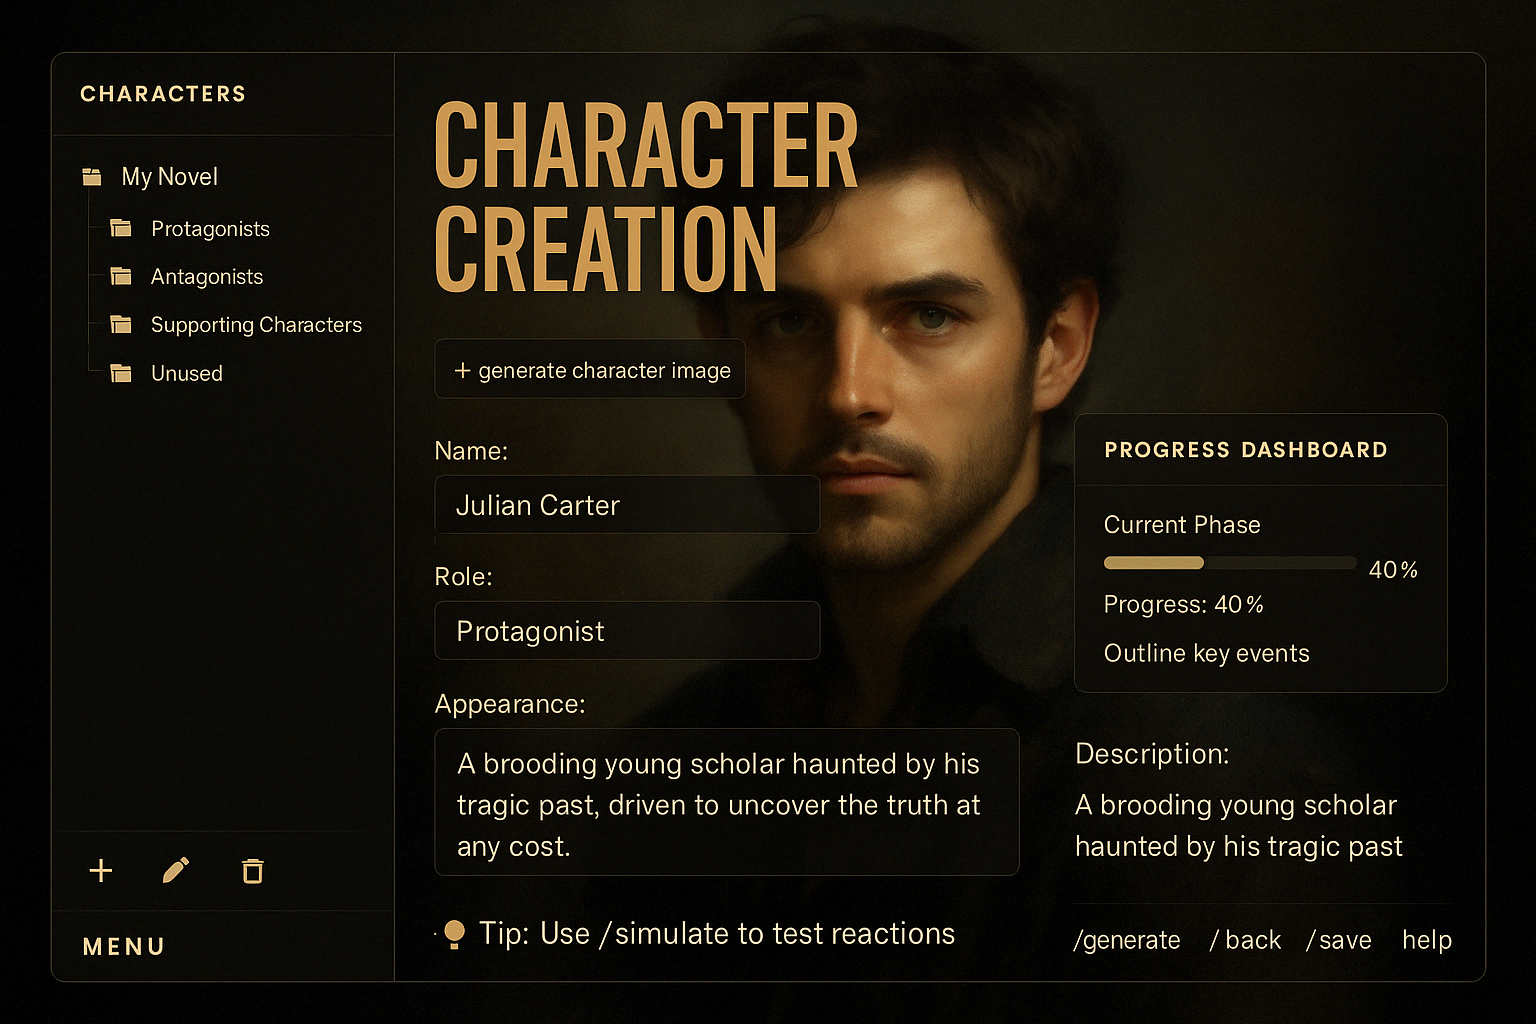 CHARACTERS
My Novel
Protagonists
Antagonists
Supporting Characters
Unused
MENU
CHARACTER
CREATION
+ generate character image
Name:
Julian Carter
Role:
Protagonist
Appearance:
A brooding young scholar haunted by his
tragic past, driven to uncover the truth at
any cost.
Tip: Use /simulate to test reactions
PROGRESS DASHBOARD
Current Phase
40%
Progress: 40%
Outline key events
Description:
A brooding young scholar
haunted by his tragic past
/generate / back / save help